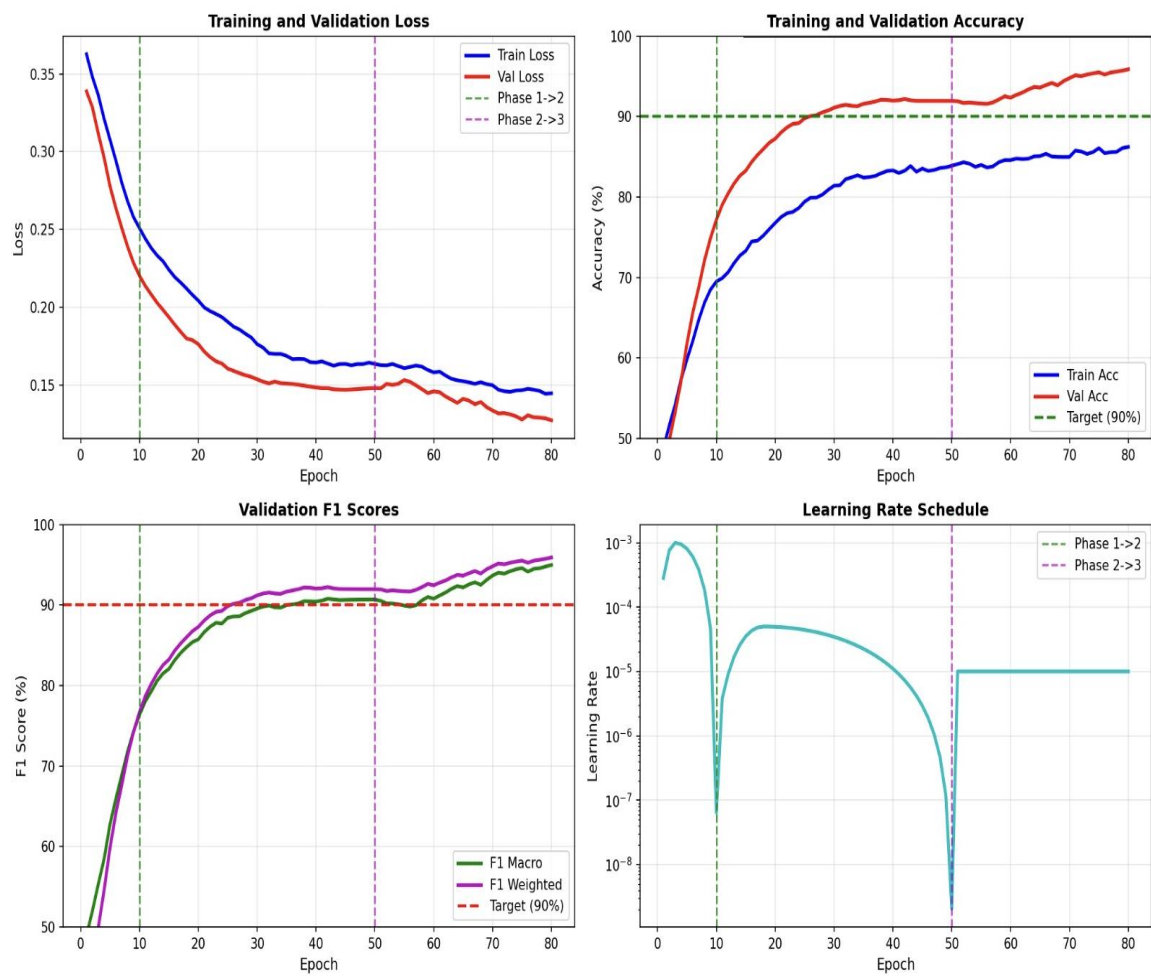 Training and Validation Loss
0.35
0.30
0.25
0.20
0.15
Loss
0 10 20 30 40 50 60 70 80
Epoch
Train Loss
Val Loss
Phase 1->2
Phase 2->3
Training and Validation Accuracy
100
90
80
70
60
50
Accuracy (%)
0 10 20 30 40 50 60 70 80
Epoch
Train Acc
Val Acc
Target (90%)
Validation F1 Scores
100
90
80
70
60
50
F1 Score (%)
0 10 20 30 40 50 60 70 80
Epoch
F1 Macro
F1 Weighted
Target (90%)
Learning Rate Schedule
10⁻³
10⁻⁴
10⁻⁵
10⁻⁶
10⁻⁷
10⁻⁸
Learning Rate
0 10 20 30 40 50 60 70 80
Epoch
Phase 1->2
Phase 2->3